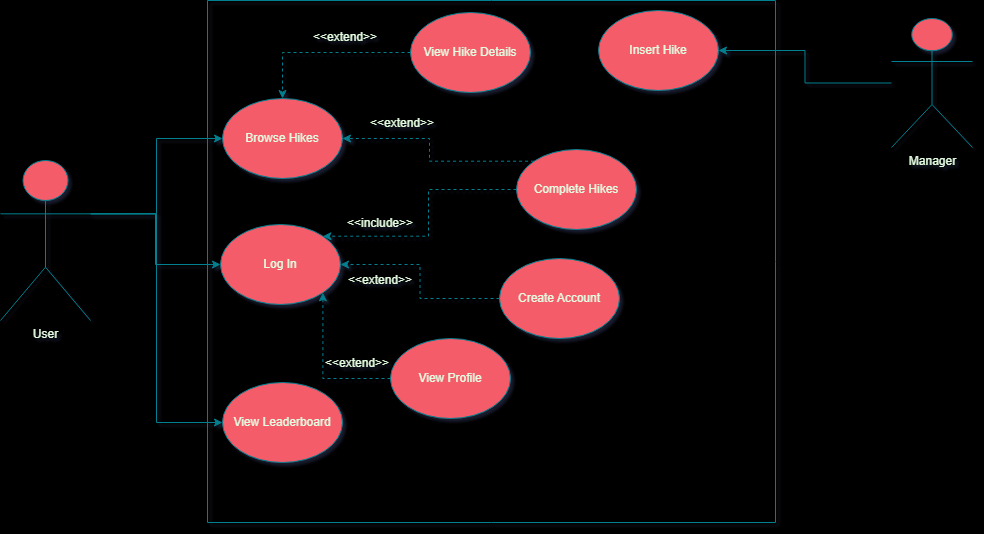 <<extend>>
View Hike Details
Insert Hike
<<extend>>
Browse Hikes
Manager
Complete Hikes
<<include>>
Log In
<<extend>>
Create Account
User
<<extend>>
View Profile
View Leaderboard